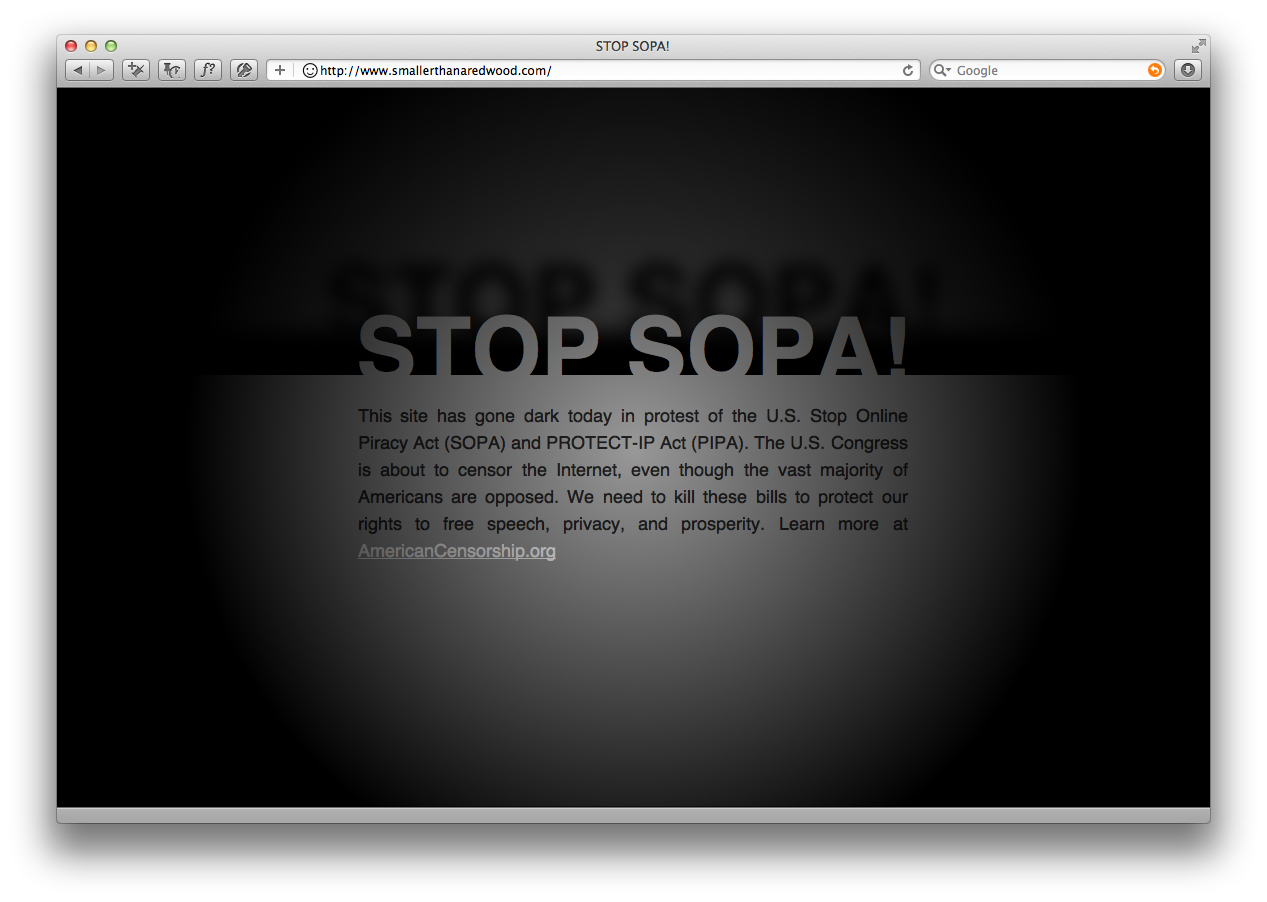 STOP SOPA!
f?
+
http://www.smallerthanaredwood.com/
Google
STOP SOPA!
STOP SOPA!
This site has gone dark today in protest of the U.S. Stop Online
Piracy Act (SOPA) and PROTECT-IP Act (PIPA). The U.S. Congress
is about to censor the Internet, even though the vast majority of
Americans are opposed. We need to kill these bills to protect our
rights to free speech, privacy, and prosperity. Learn more at
AmericanCensorship.org